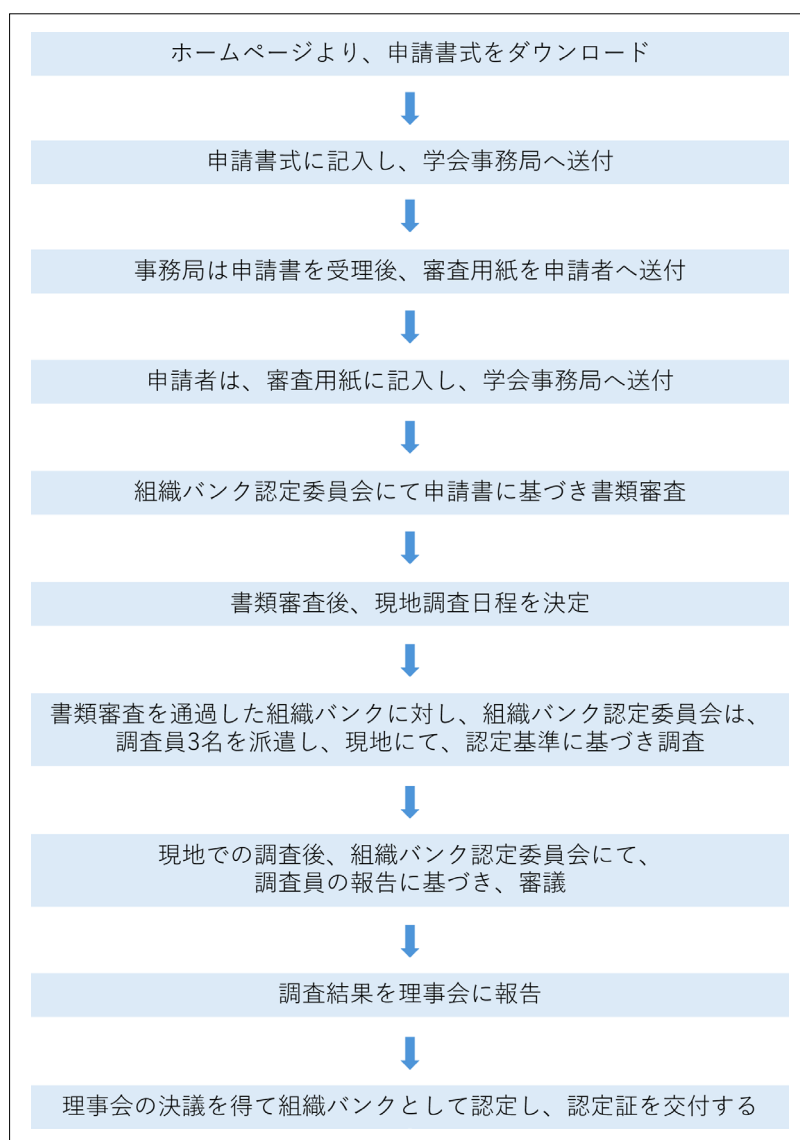 ホームページより、申請書式をダウンロード
申請書式に記入し、学会事務局へ送付
事務局は申請書を受理後、審査用紙を申請者へ送付
申請者は、審査用紙に記入し、学会事務局へ送付
組織バンク認定委員会にて申請書に基づき書類審査
書類審査後、現地調査日程を決定
書類審査を通過した組織バンクに対し、組織バンク認定委員会は、
調査員3名を派遣し、現地にて、認定基準に基づき調査
現地での調査後、組織バンク認定委員会にて、
調査員の報告に基づき、審議
調査結果を理事会に報告
理事会の決議を得て組織バンクとして認定し、認定証を交付する